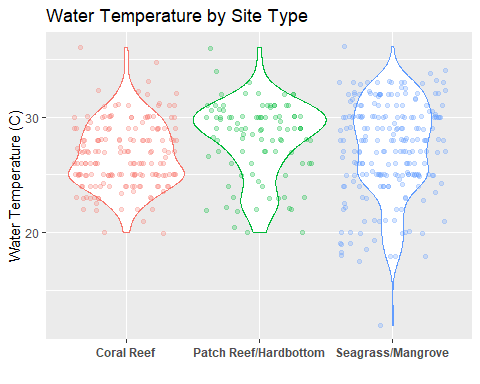 Water Temperature by Site Type
Water Temperature (C)
30
20
Coral Reef
Patch Reef/Hardbottom
Seagrass/Mangrove